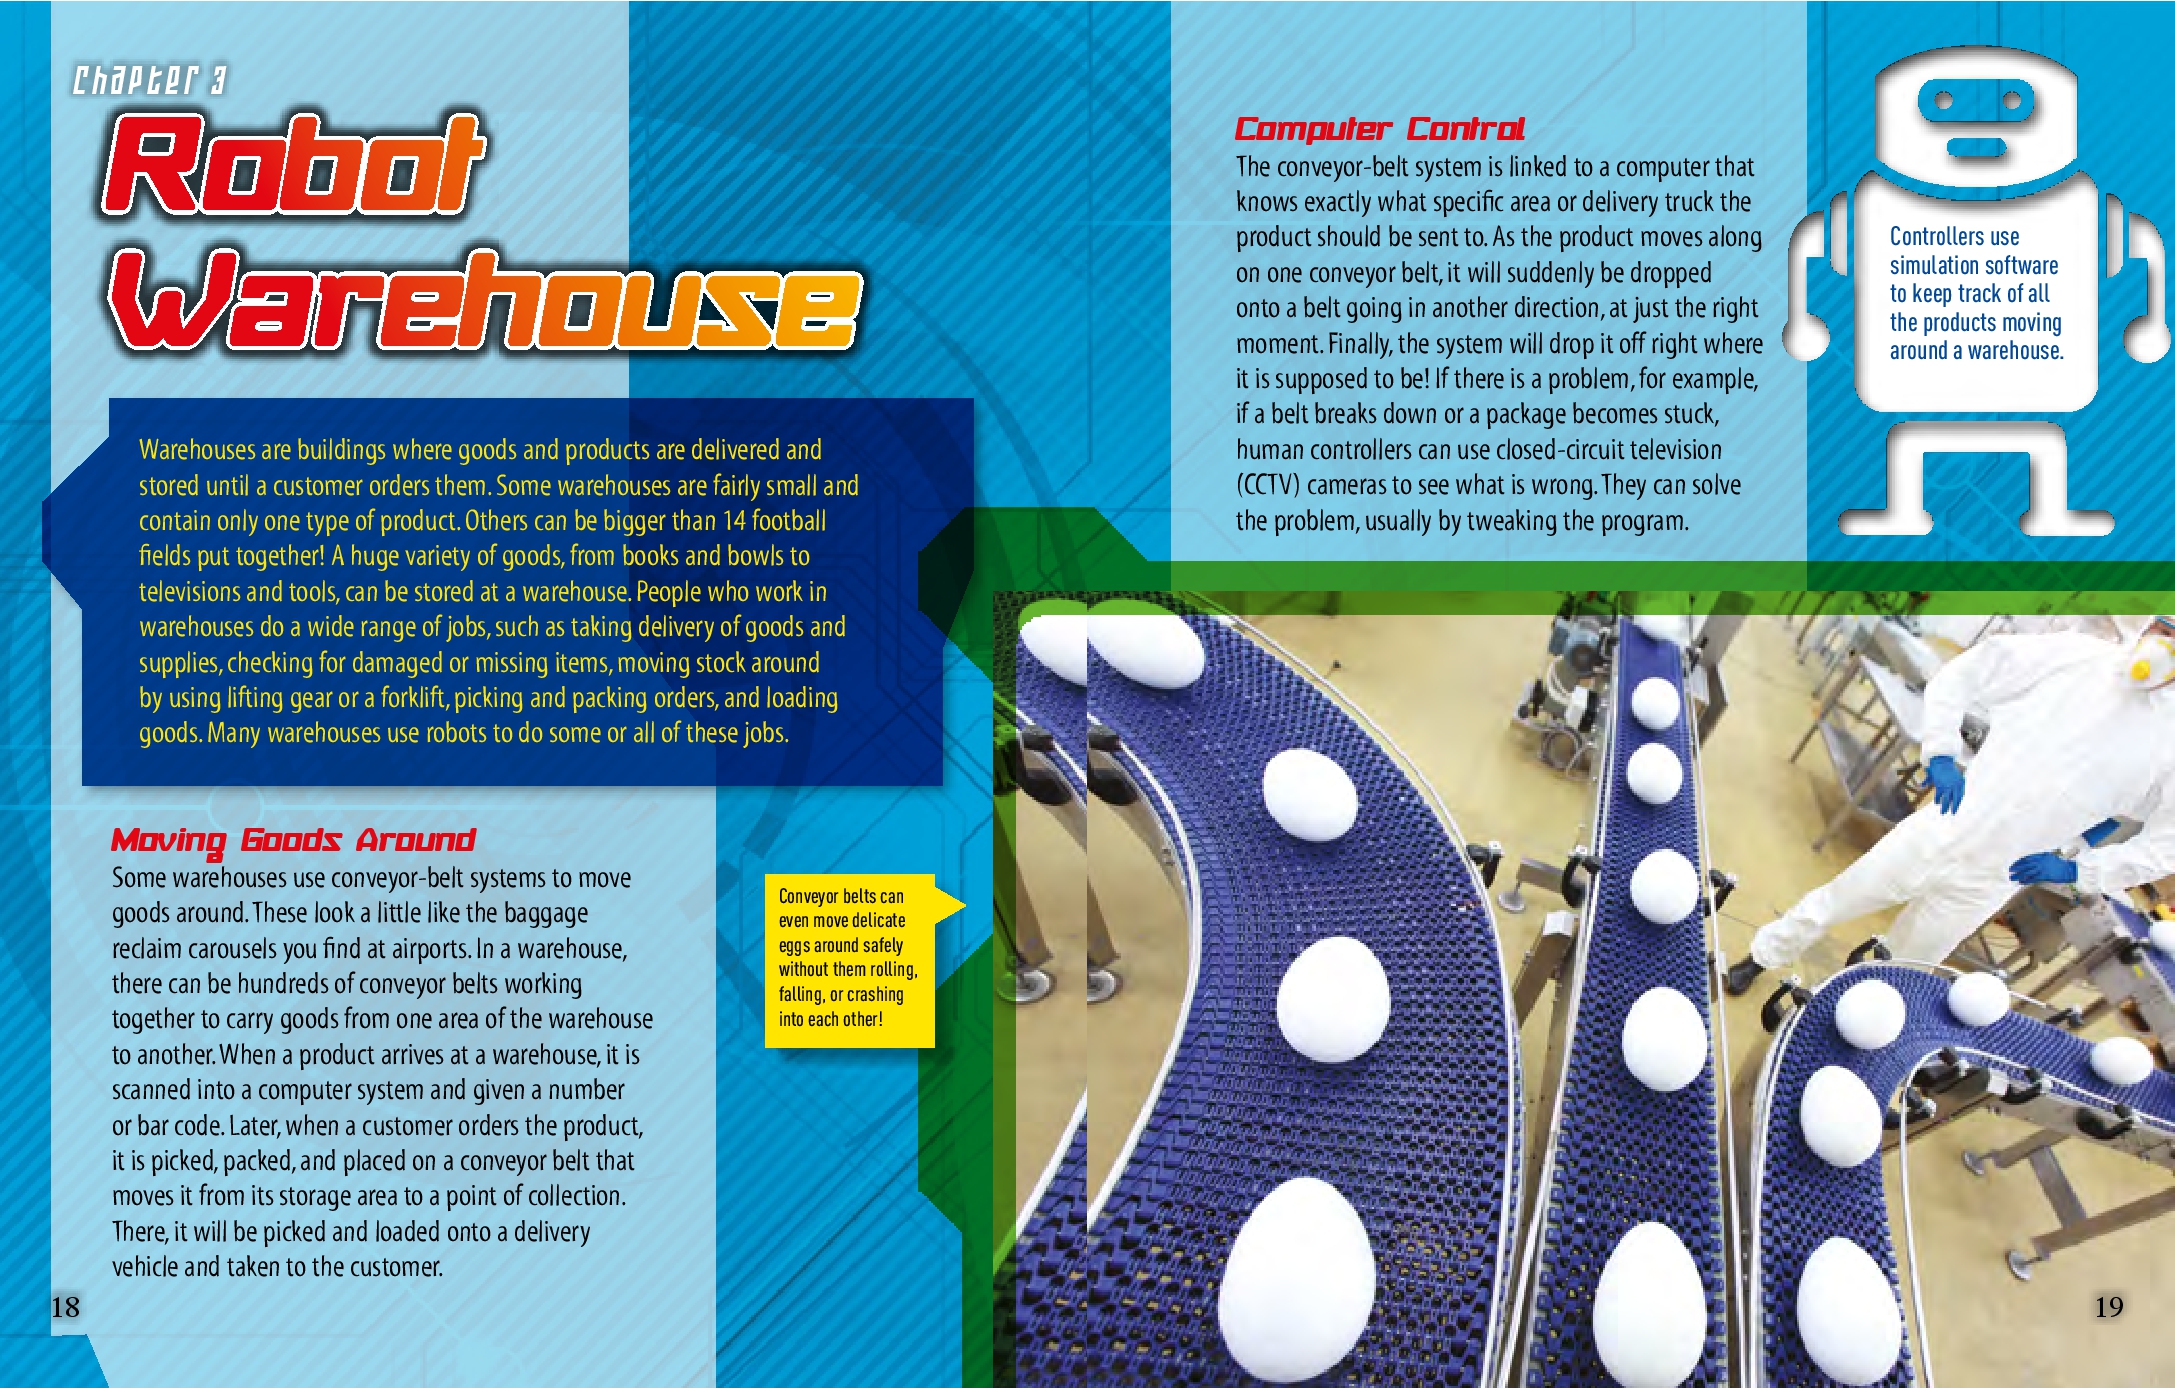 Chapter 3
Robot
Warehouse
Warehouses are buildings where goods and products are delivered and
stored until a customer orders them. Some warehouses are fairly small and
contain only one type of product. Others can be bigger than 14 football
fields put together! A huge variety of goods, from books and bowls to
televisions and tools, can be stored at a warehouse. People who work in
warehouses do a wide range of jobs, such as taking delivery of goods and
supplies, checking for damaged or missing items, moving stock around
by using lifting gear or a forklift, picking and packing orders, and loading
goods. Many warehouses use robots to do some or all of these jobs.
Moving Goods Around
Some warehouses use conveyor-belt systems to move
goods around. These look a little like the baggage
reclaim carousels you find at airports. In a warehouse,
there can be hundreds of conveyor belts working
together to carry goods from one area of the warehouse
to another. When a product arrives at a warehouse, it is
scanned into a computer system and given a number
or bar code. Later, when a customer orders the product,
it is picked, packed, and placed on a conveyor belt that
moves it from its storage area to a point of collection.
There, it will be picked and loaded onto a delivery
vehicle and taken to the customer.
18
Conveyor belts can
even move delicate
eggs around safely
without them rolling,
falling, or crashing
into each other!
Computer Control
The conveyor-belt system is linked to a computer that
knows exactly what specific area or delivery truck the
product should be sent to. As the product moves along
on one conveyor belt, it will suddenly be dropped
onto a belt going in another direction, at just the right
moment. Finally, the system will drop it off right where
it is supposed to be! If there is a problem, for example,
if a belt breaks down or a package becomes stuck,
human controllers can use closed-circuit television
(CCTV) cameras to see what is wrong. They can solve
the problem, usually by tweaking the program.
Controllers use
simulation software
to keep track of all
the products moving
around a warehouse.
19